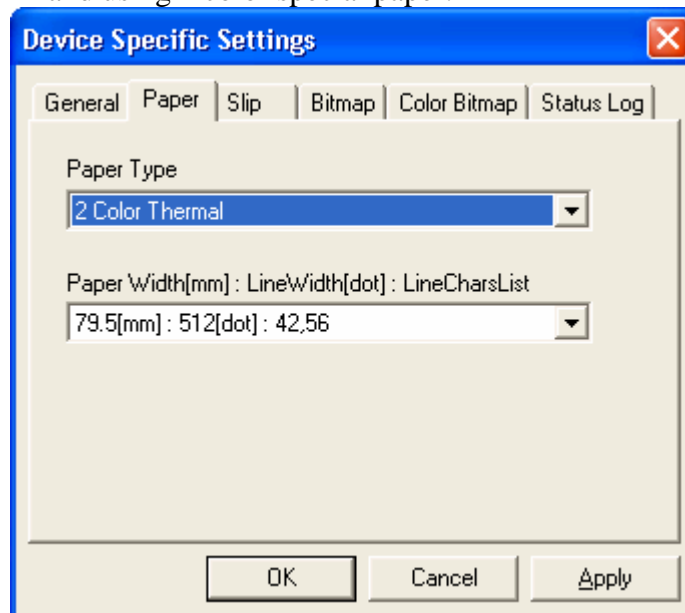 Device Specific Settings
General Paper Slip Bitmap Color Bitmap Status Log
Paper Type
2 Color Thermal
Paper Width[mm] : LineWidth[dot] : LineCharsList
79.5[mm] : 512[dot] : 42,56
OK Cancel Apply